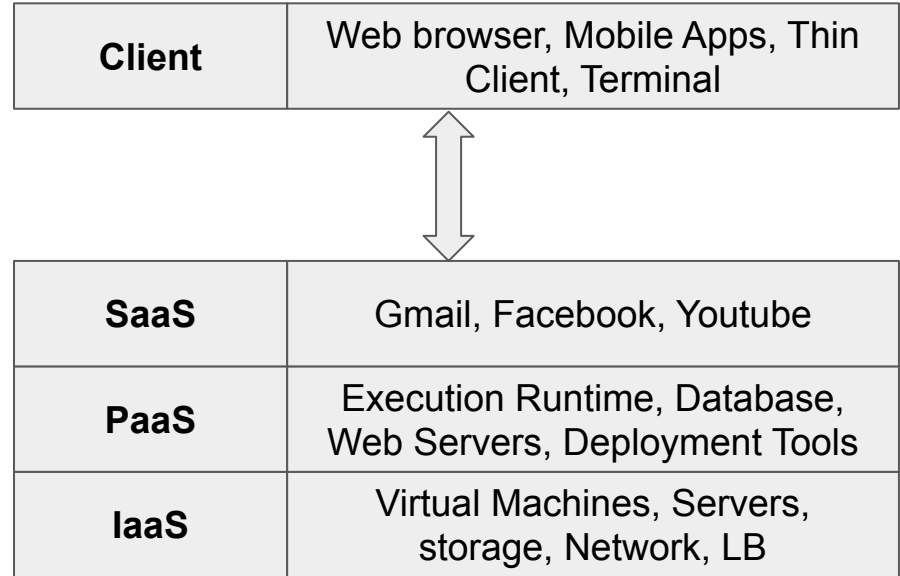 Client
Web browser, Mobile Apps, Thin
Client, Terminal
SaaS
Gmail, Facebook, Youtube
PaaS
Execution Runtime, Database,
Web Servers, Deployment Tools
IaaS
Virtual Machines, Servers,
storage, Network, LB